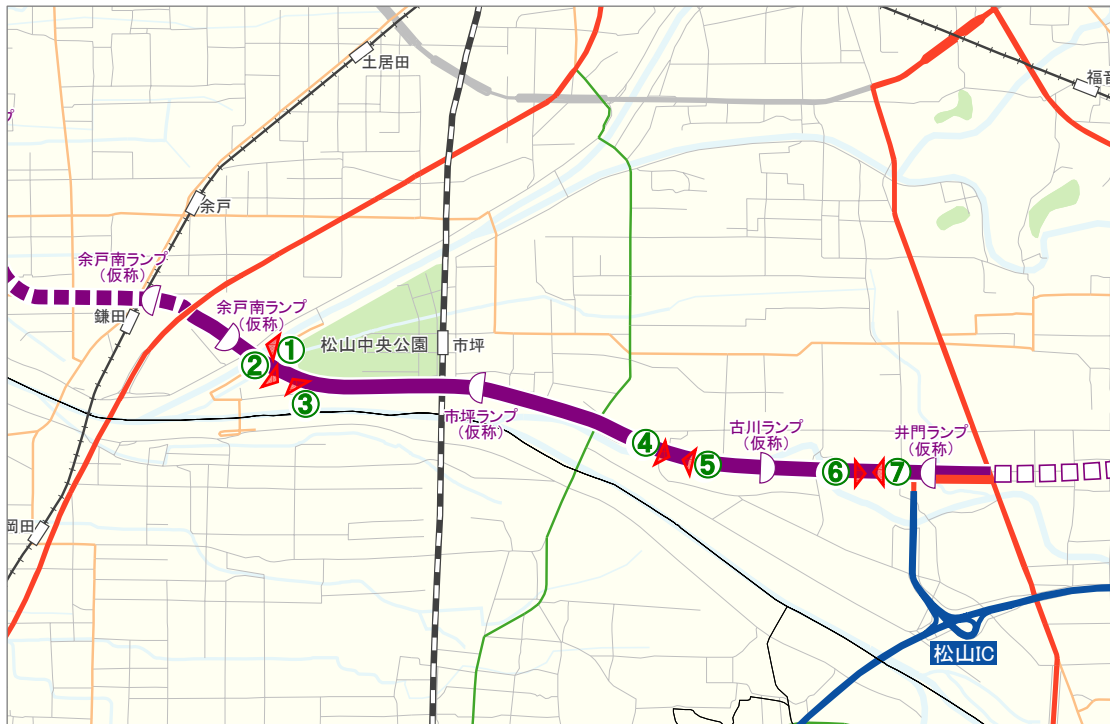 土居田
余戸
余戸南ランプ
（仮称）
鎌田
余戸南ランプ
（仮称）
①
②
③
松山中央公園
市坪
市坪ランプ
（仮称）
④
⑤
古川ランプ
（仮称）
⑥
⑦
井門ランプ
（仮称）
岡田
松山IC
プ
福音